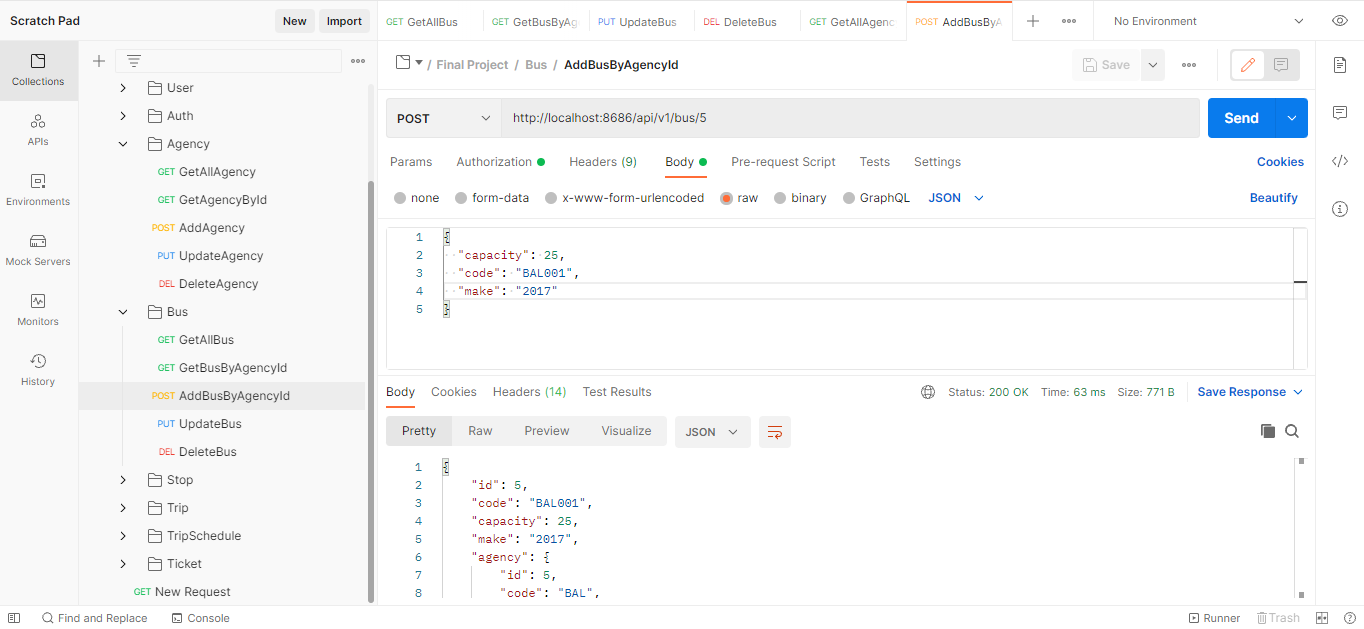 Scratch Pad
New
Import
GET GetAllBus
GET GetBusByAg
PUT UpdateBus
DEL DeleteBus
GET GetAllAgenc
POST AddBusByA
No Environment
Collections
APIs
Environments
Mock Servers
Monitors
History
User
Auth
Agency
GET GetAllAgency
GET GetAgencyById
POST AddAgency
PUT UpdateAgency
DEL DeleteAgency
Bus
GET GetAllBus
GET GetBusByAgencyId
POST AddBusByAgencyId
PUT UpdateBus
DEL DeleteBus
Stop
Trip
TripSchedule
Ticket
GET New Request
/ Final Project / Bus / AddBusByAgencyId
Save
POST
http://localhost:8686/api/v1/bus/5
Send
Params Authorization Headers (9) Body Pre-request Script Tests Settings
Cookies
none form-data x-www-form-urlencoded raw binary GraphQL JSON
Beautify
1 {
2 "capacity": 25,
3 "code": "BAL001",
4 "make": "2017"
5 }
Body Cookies Headers (14) Test Results
Status: 200 OK Time: 63 ms Size: 771 B
Save Response
Pretty Raw Preview Visualize JSON
1 {
2 "id": 5,
3 "code": "BAL001",
4 "capacity": 25,
5 "make": "2017",
6 "agency": {
7 "id": 5,
8 "code": "BAL",
Find and Replace
Console
Runner
Trash